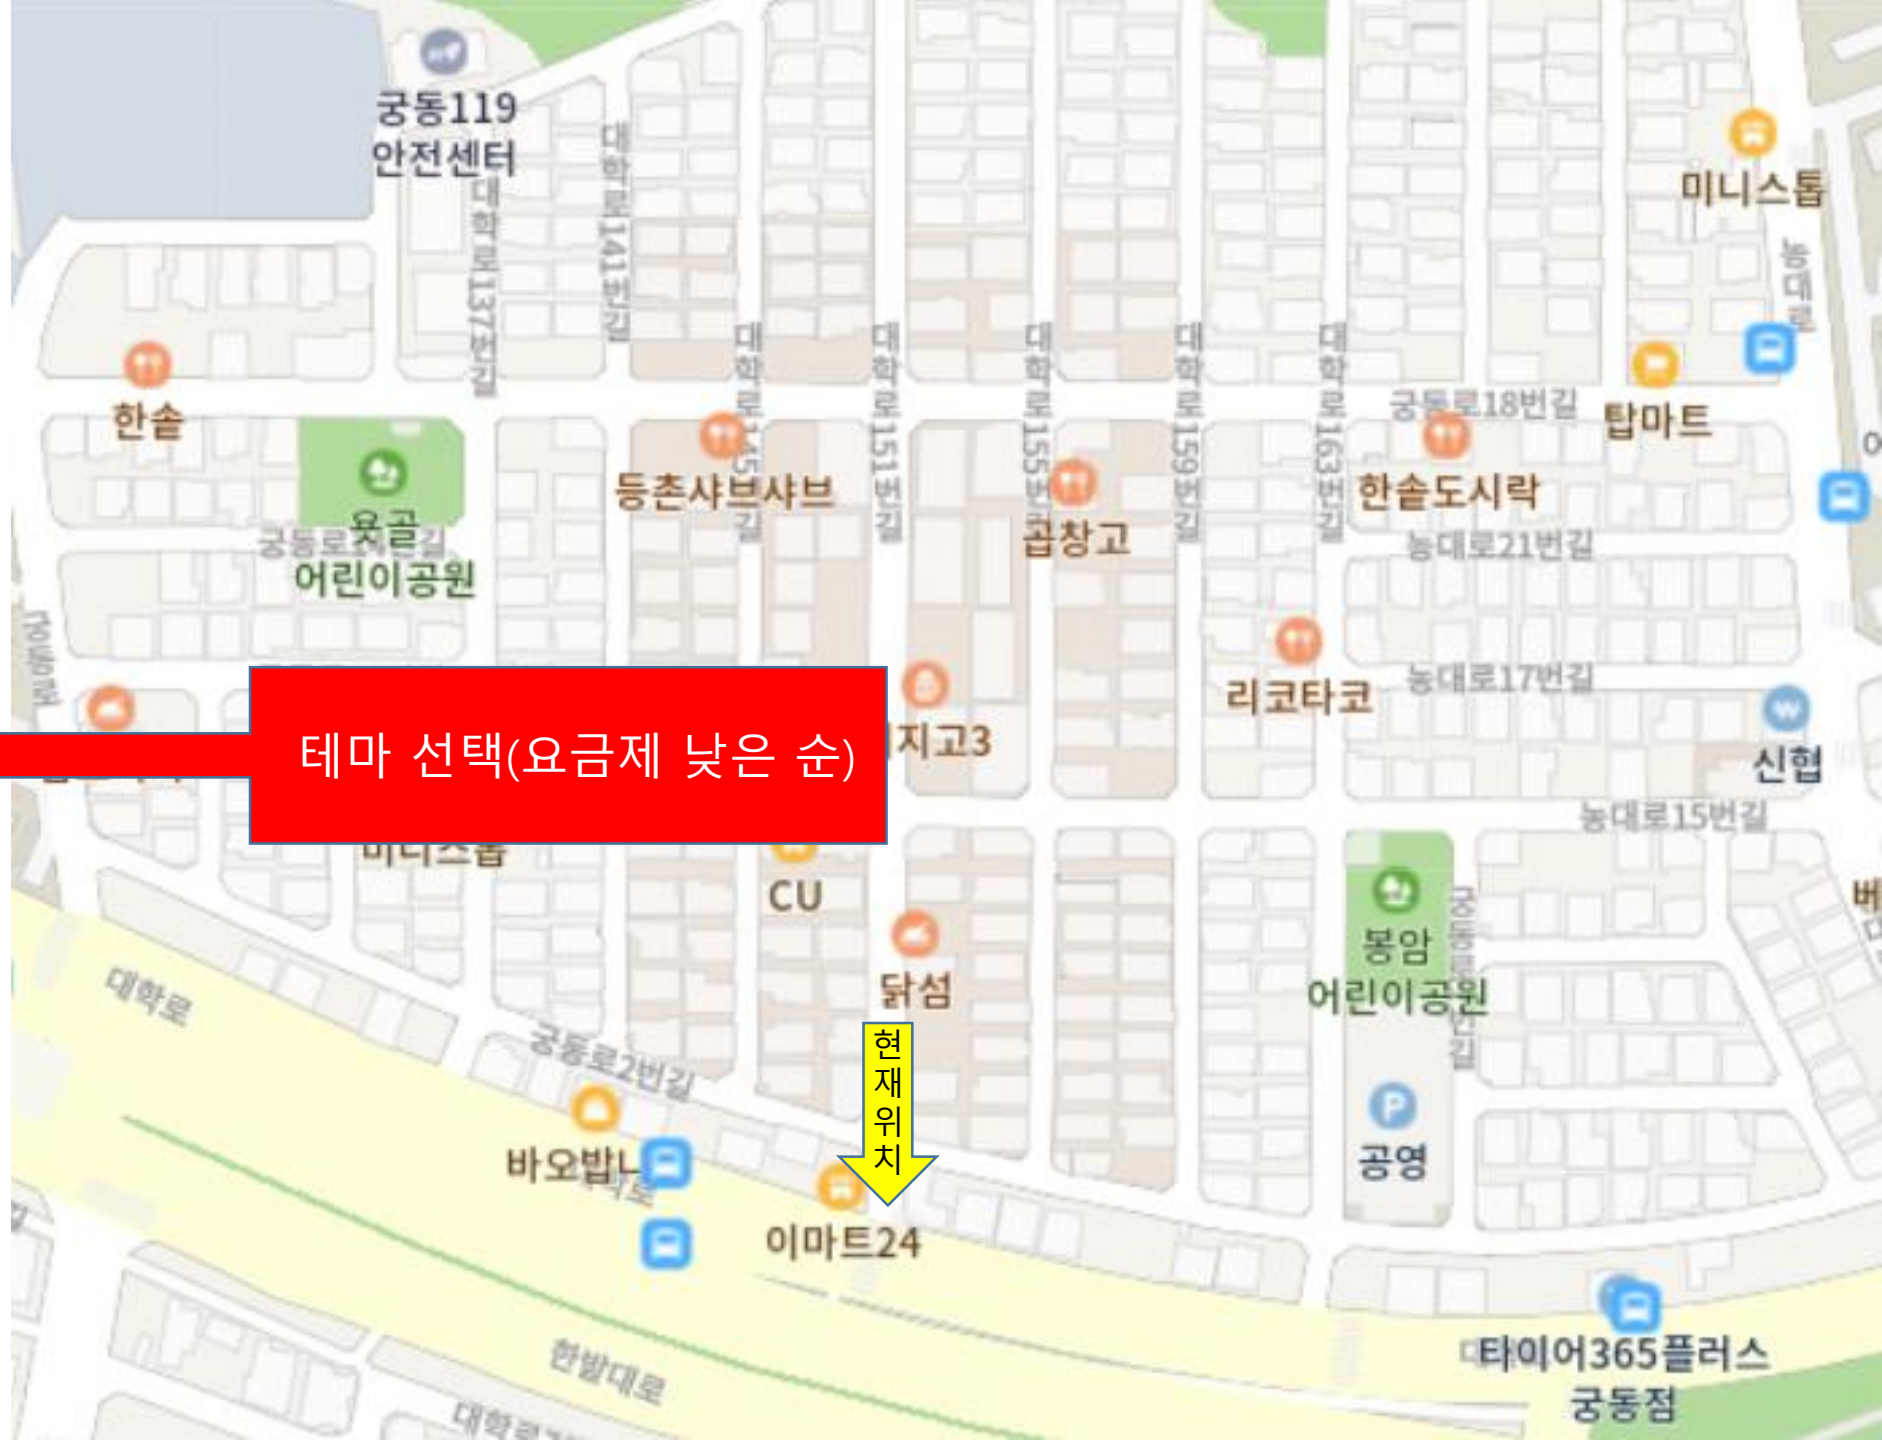 궁동119
안전센터
대학로137번길
대학로141번길
미니스톱
농대로
한솥
대학로145번길
대학로151번길
대학로155번길
대학로159번길
대학로163번길
궁동로18번길
탑마트
등촌샤브샤브
곱창고
한솥도시락
욧골
어린이공원
농대로21번길
리코타코
농대로17번길
테마 선택(요금제 낮은 순)
지고3
신협
농대로15번길
미니스톱
CU
닭섬
봉암
어린이공원
대학로
현
재
위
치
궁동로2번길
바오밥나
대학로
이마트24
공영
한밭대로
타이어365플러스
궁동점